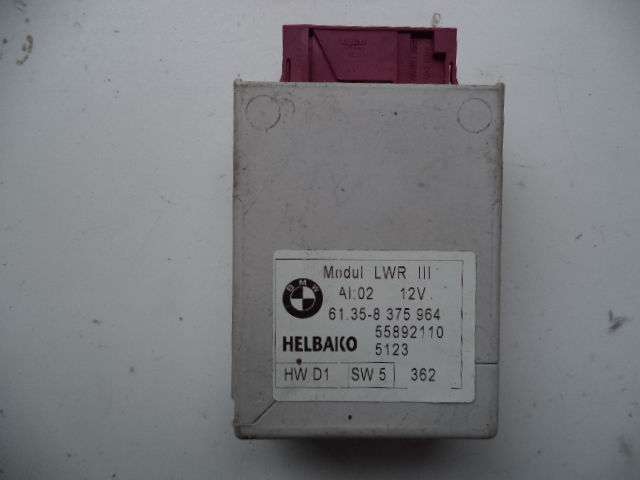 Modul LWR III
BMW
AI:02 12V.
61.35-8 375 964
55892110
HELBAKO 5123
HW D1 SW 5 362